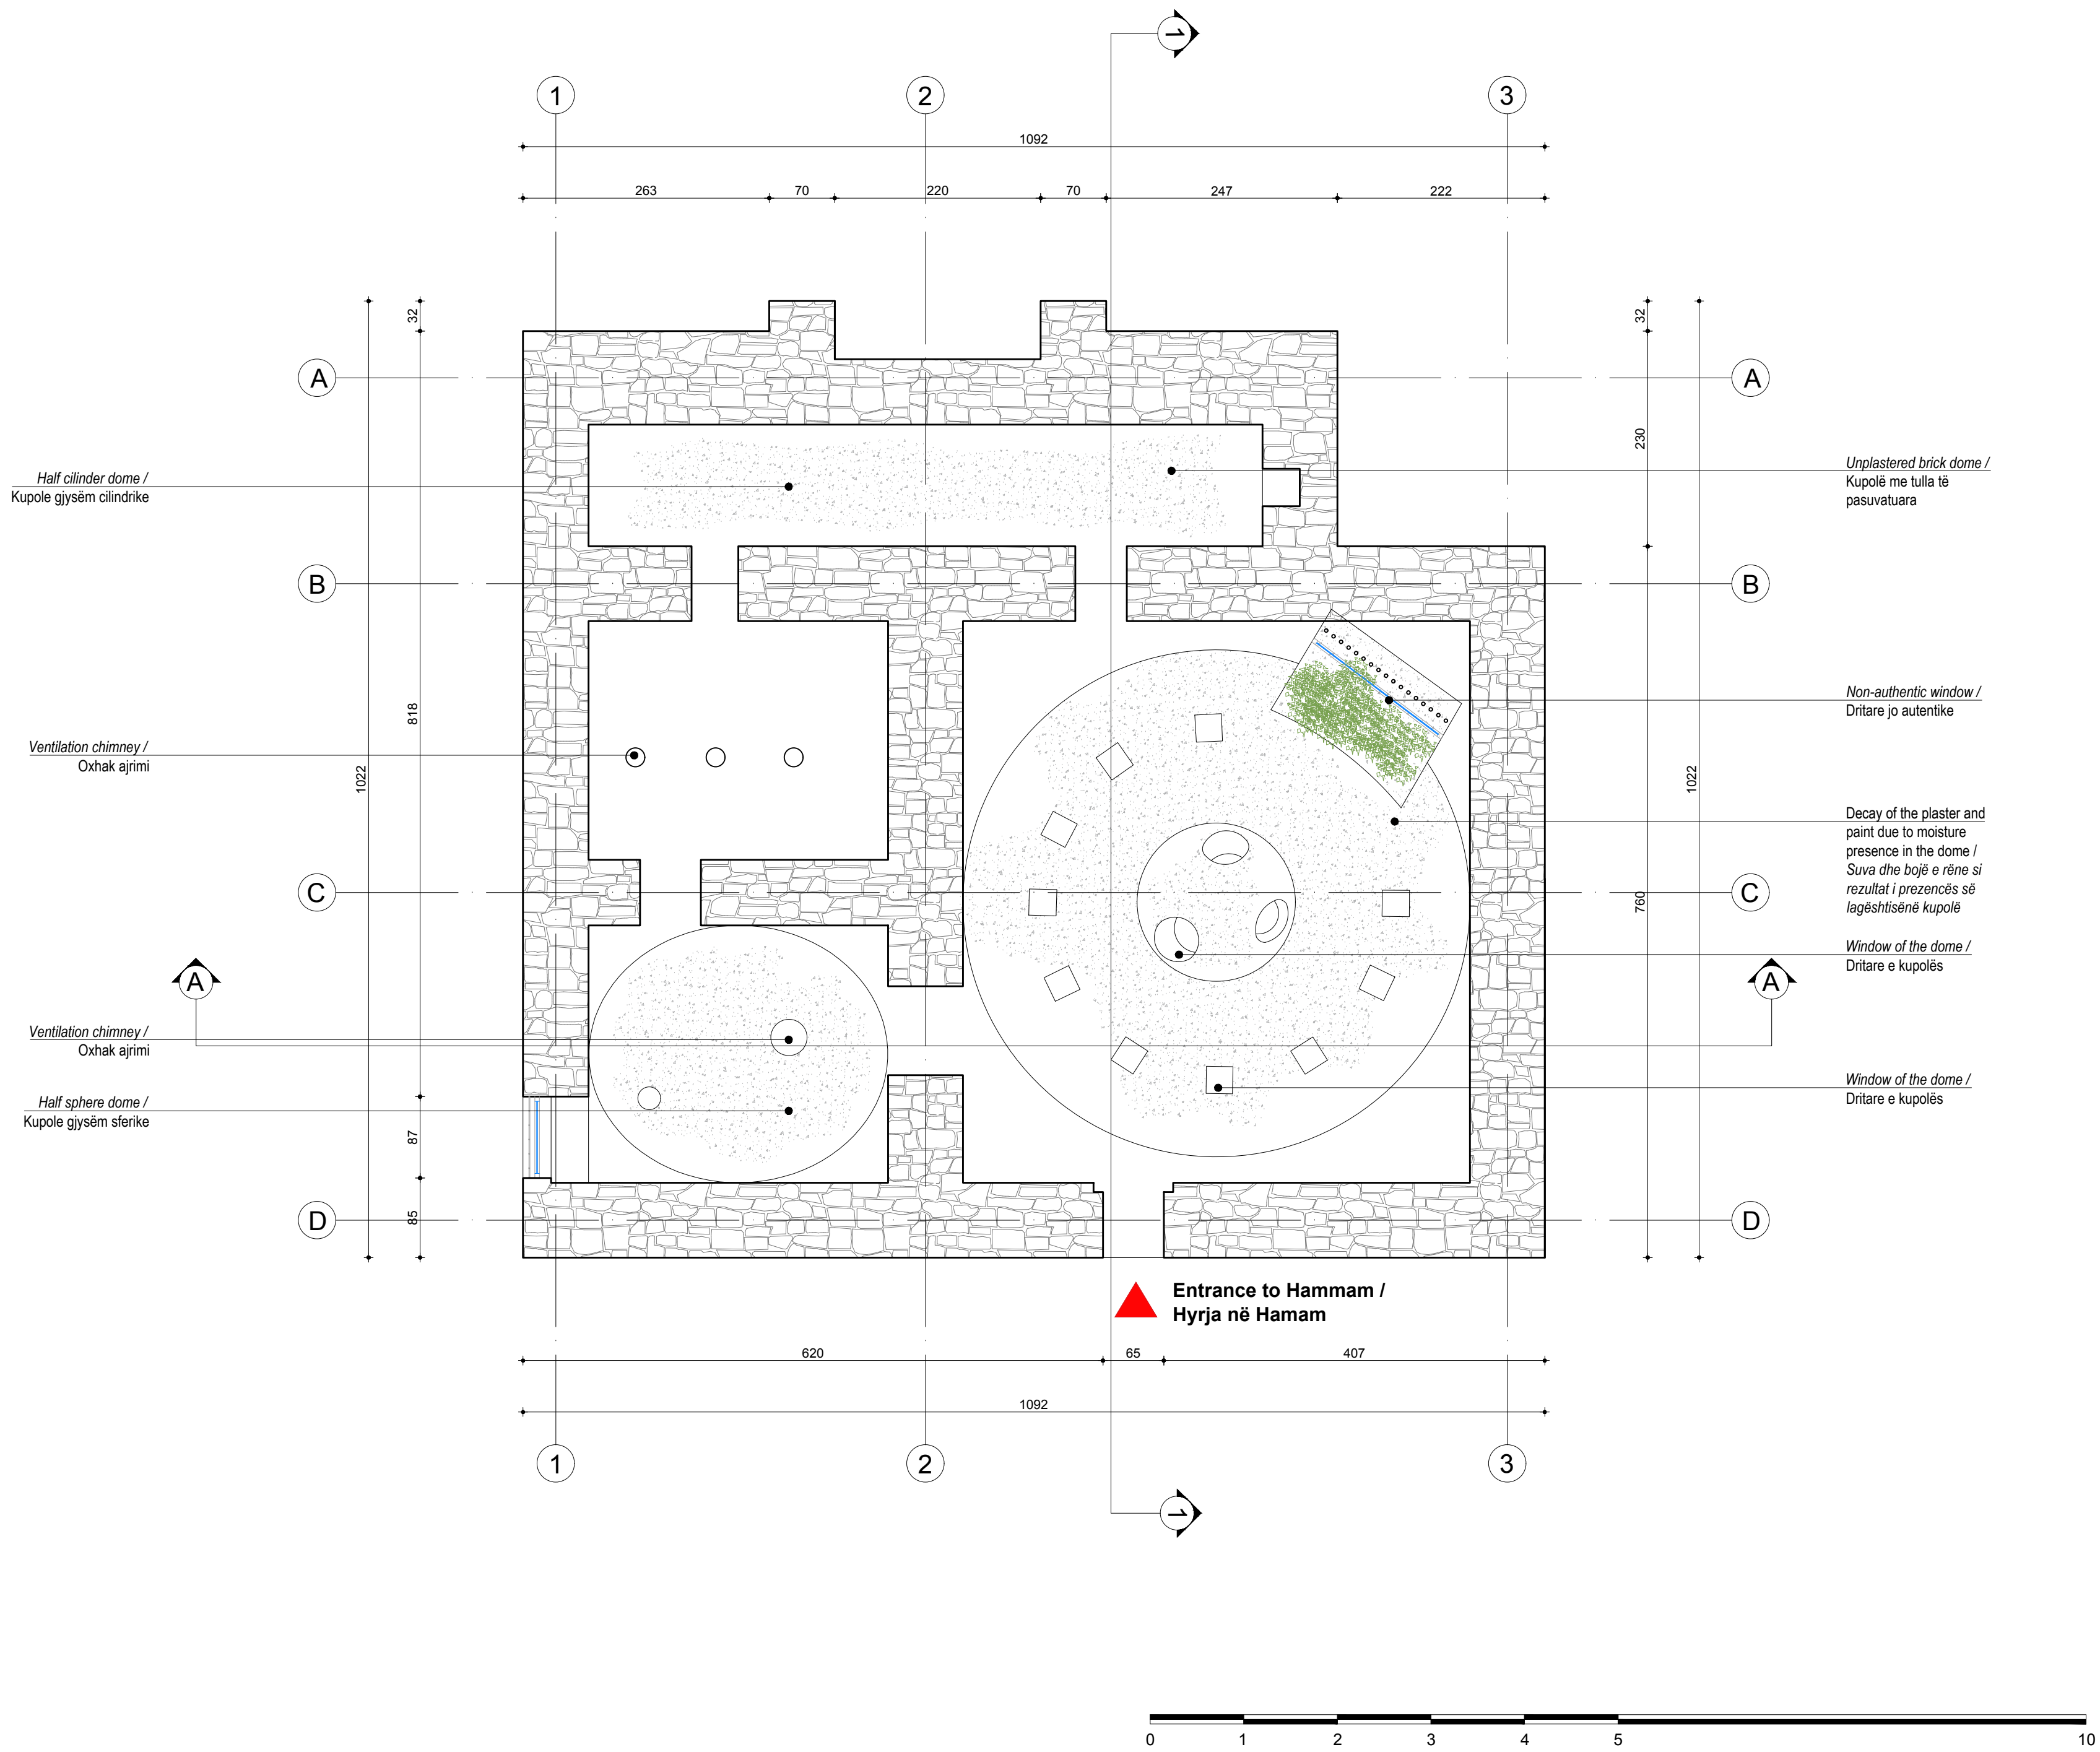 1
1
2
3
1092
263
70
220
70
247
222
32
32
A
A
230
Half cilinder dome /
Kupole gjysëm cilindrike
Unplastered brick dome /
Kupolë me tulla të
pasuvatuara
B
B
818
1022
Non-authentic window /
Dritare jo autentike
Ventilation chimney /
Oxhak ajrimi
1022
760
Decay of the plaster and
paint due to moisture
presence in the dome /
Suva dhe bojë e rëne si
rezultat i prezencës së
lagështisënë kupolë
C
C
Window of the dome /
Dritare e kupolës
A
A
Ventilation chimney /
Oxhak ajrimi
Window of the dome /
Dritare e kupolës
Half sphere dome /
Kupole gjysëm sferike
87
85
D
D
Entrance to Hammam /
Hyrja në Hamam
620
65
407
1092
1
2
3
1
0 1 2 3 4 5 10